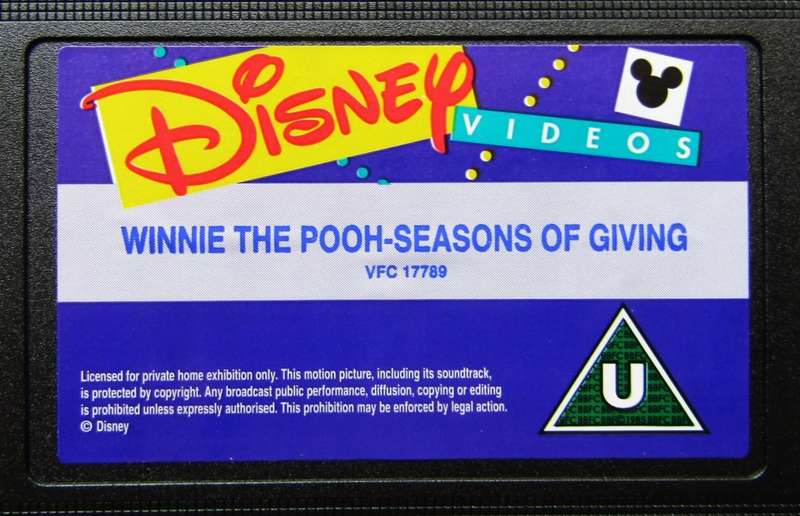 DISNEY
VIDEOS
WINNIE THE POOH-SEASONS OF GIVING
VFC 17789
Licensed for private home exhibition only. This motion picture, including its soundtrack,
is protected by copyright. Any broadcast public performance, diffusion, copying or editing
is prohibited unless expressly authorised. This prohibition may be enforced by legal action.
© Disney
U